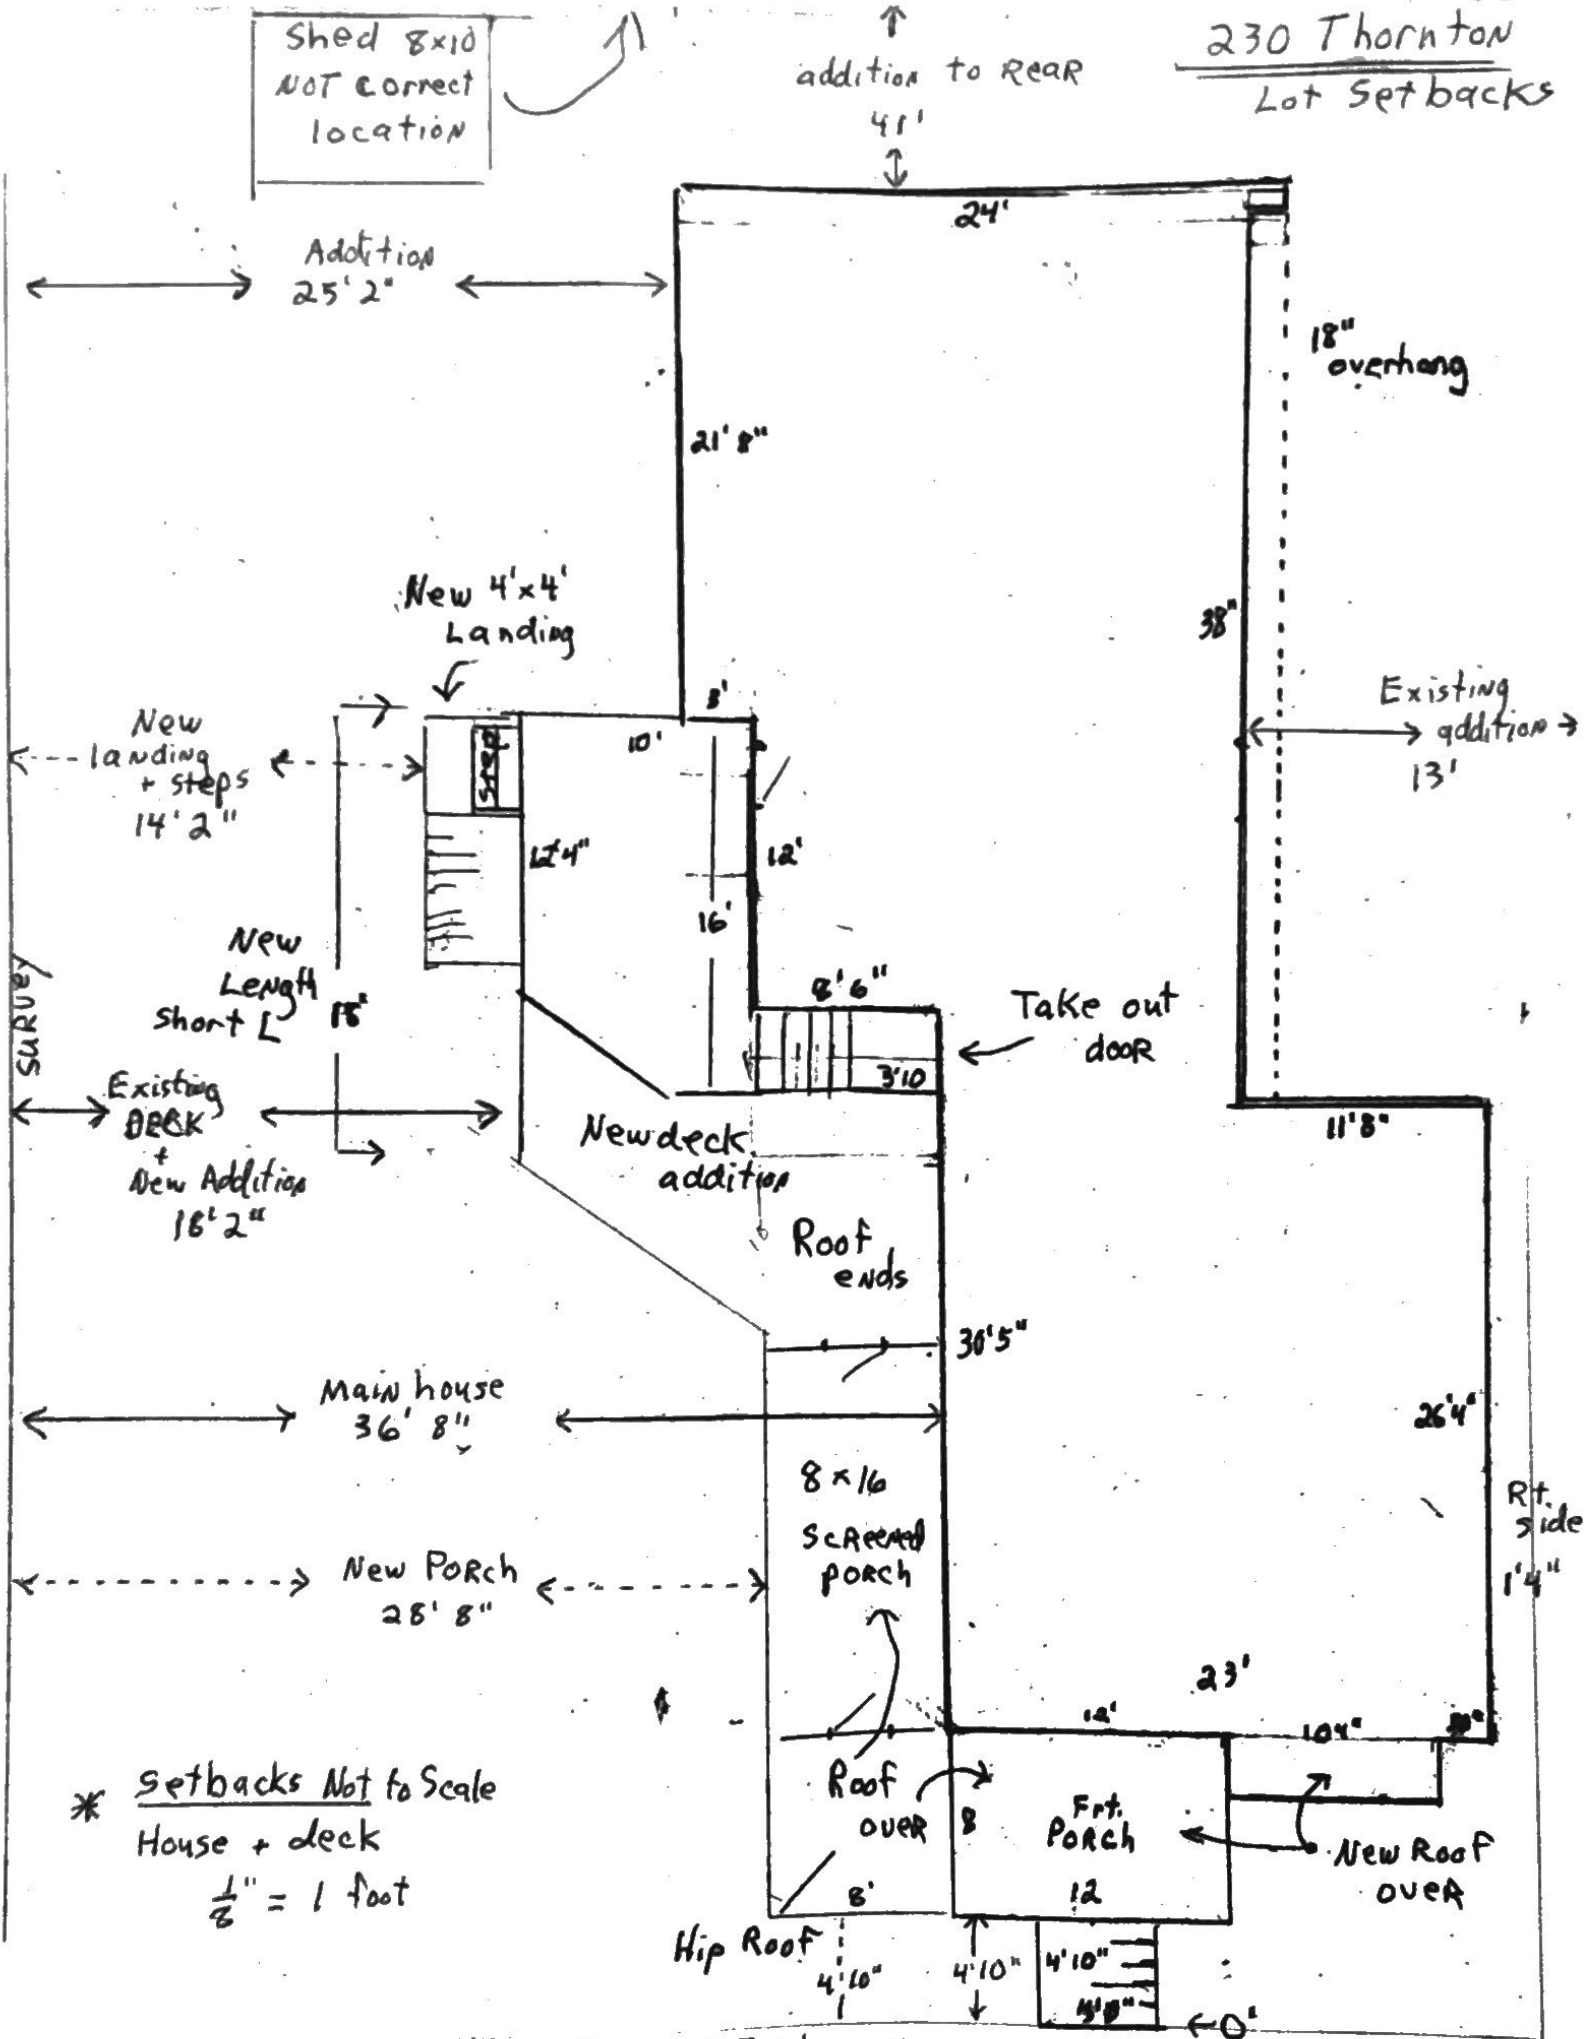 230 Thornton
Lot Setbacks
Shed 8x10
NOT correct
location
addition to REAR
41'
24'
Addition
25' 2"
18"
overhang
21' 8"
New 4'x4'
Landing
38"
3'
10'
Step
New
landing
+ steps
14' 2"
Existing
addition
13'
12'4"
12'
16'
New
Length
Short L
18'
SURVEY
8' 6"
3'10
Take out
door
Existing
DECK
+
New Addition
18' 2"
New deck
addition
11'8"
Roof
ends
30'5"
Main house
36' 8"
26'4"
8 x 16
Screened
porch
Rt.
side
1'4"
New Porch
28' 8"
23'
12'
10 4"
* Setbacks Not to Scale
House + deck
1/8" = 1 foot
Roof
over
8
Frt.
Porch
12
New Roof
over
8'
Hip Roof
4'10"
4'10"
4'10"
0'